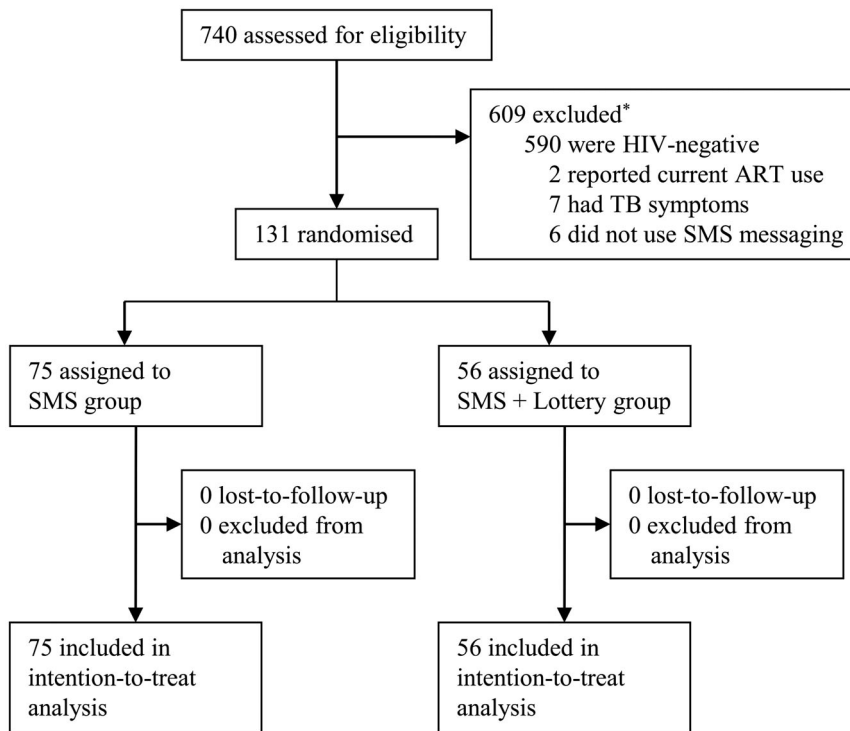 740 assessed for eligibility
609 excluded*
590 were HIV-negative
2 reported current ART use
7 had TB symptoms
6 did not use SMS messaging
131 randomised
75 assigned to
SMS group
56 assigned to
SMS + Lottery group
0 lost-to-follow-up
0 excluded from
analysis
0 lost-to-follow-up
0 excluded from
analysis
75 included in
intention-to-treat
analysis
56 included in
intention-to-treat
analysis